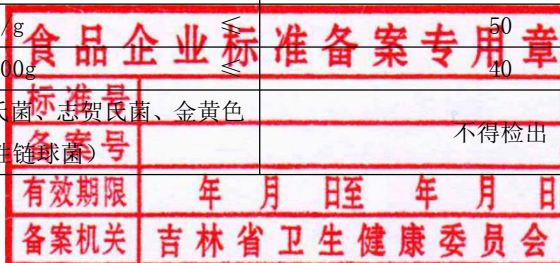 /g ≤ 50
食品企业标准备案专用章
00g ≤ 40
标准号
氏菌、志贺氏菌、金黄色
不得检出
备案号
性链球菌）
有效期限 年 月 日至 年 月 日
备案机关 吉林省卫生健康委员会